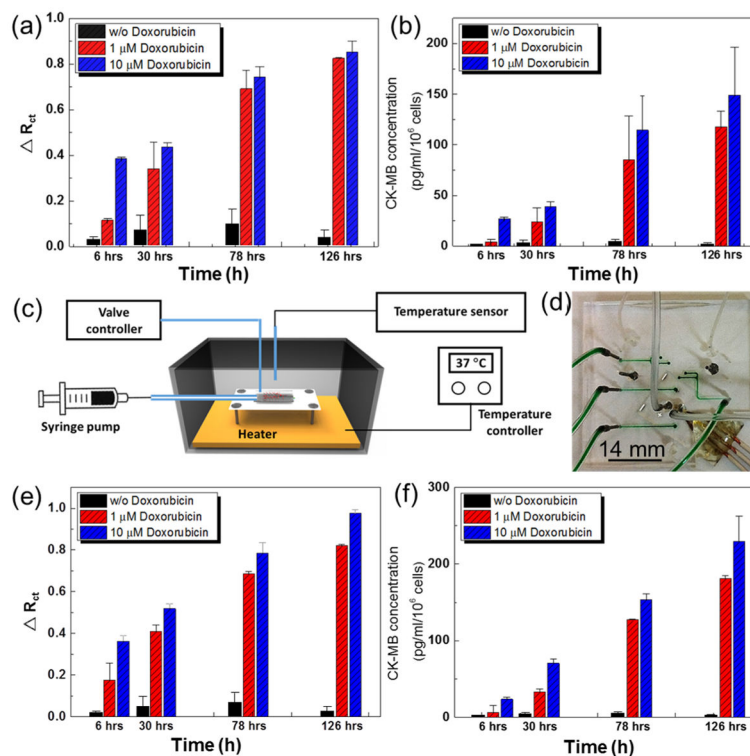 (a)
w/o Doxorubicin
1 μM Doxorubicin
10 μM Doxorubicin
1.0
0.8
0.6
0.4
0.2
0.0
Δ Rct
6 hrs 30 hrs 78 hrs 126 hrs
Time (h)
(b)
w/o Doxorubicin
1 μM Doxorubicin
10 μM Doxorubicin
200
150
100
50
0
CK-MB concentration
(pg/ml/10⁶ cells)
6 hrs 30 hrs 78 hrs 126 hrs
Time (h)
(c)
Valve
controller
Temperature sensor
Syringe pump
Heater
37 °C
Temperature
controller
(d)
14 mm
(e)
w/o Doxorubicin
1 μM Doxorubicin
10 μM Doxorubicin
1.0
0.8
0.6
0.4
0.2
0.0
Δ Rct
6 hrs 30 hrs 78 hrs 126 hrs
Time (h)
(f)
w/o Doxorubicin
1 μM Doxorubicin
10 μM Doxorubicin
300
200
100
0
CK-MB concentration
(pg/ml/10⁶ cells)
6 hrs 30 hrs 78 hrs 126 hrs
Time (h)